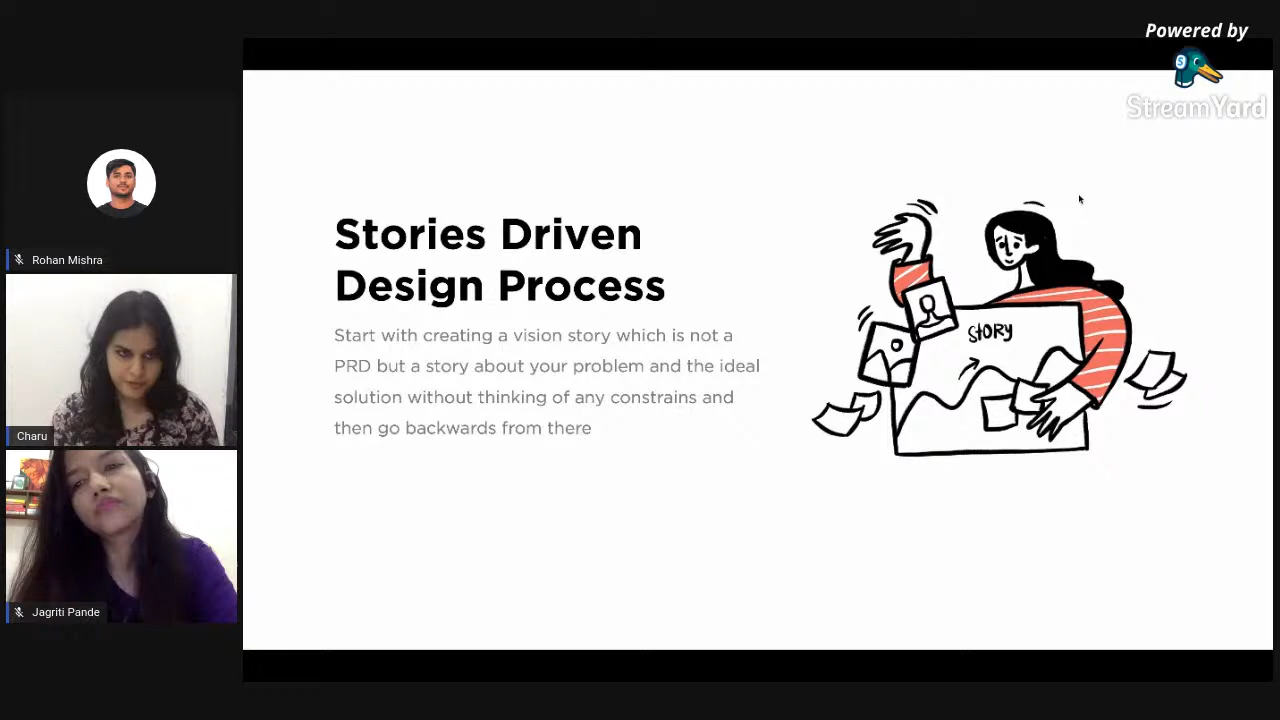 Powered by
StreamYard
Rohan Mishra
Charu
Jagriti Pande
Stories Driven
Design Process
Start with creating a vision story which is not a
PRD but a story about your problem and the ideal
solution without thinking of any constrains and
then go backwards from there
STORY